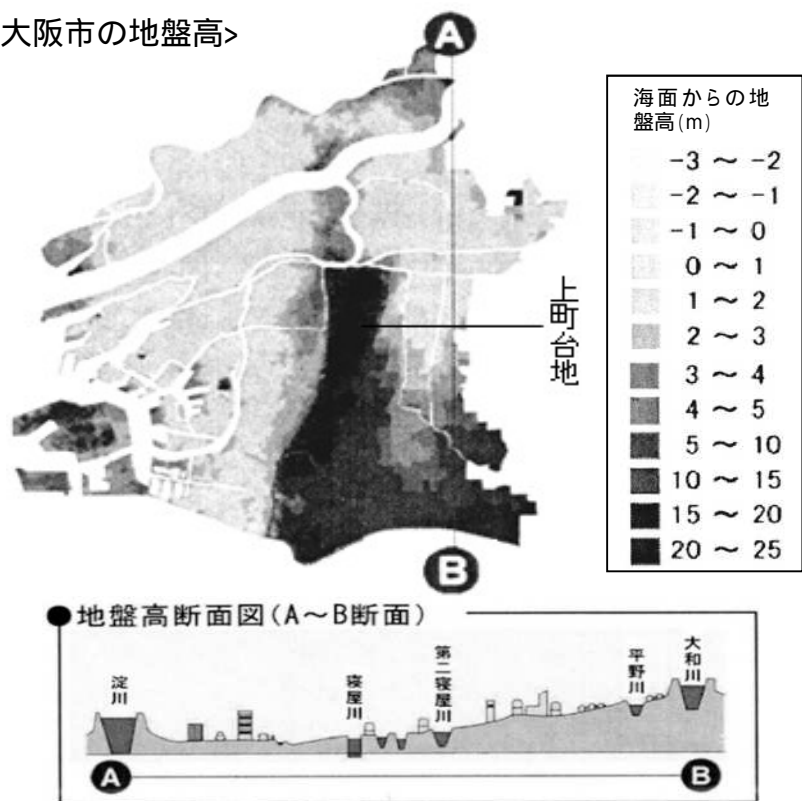 大阪市の地盤高>
A
海面からの地
盤高(m)
-3 ～ -2
-2 ～ -1
-1 ～ 0
0 ～ 1
1 ～ 2
2 ～ 3
3 ～ 4
4 ～ 5
5 ～ 10
10 ～ 15
15 ～ 20
20 ～ 25
上町台地
B
●地盤高断面図(A～B断面)
淀川
寝屋川
第二寝屋川
平野川
大和川
A
B